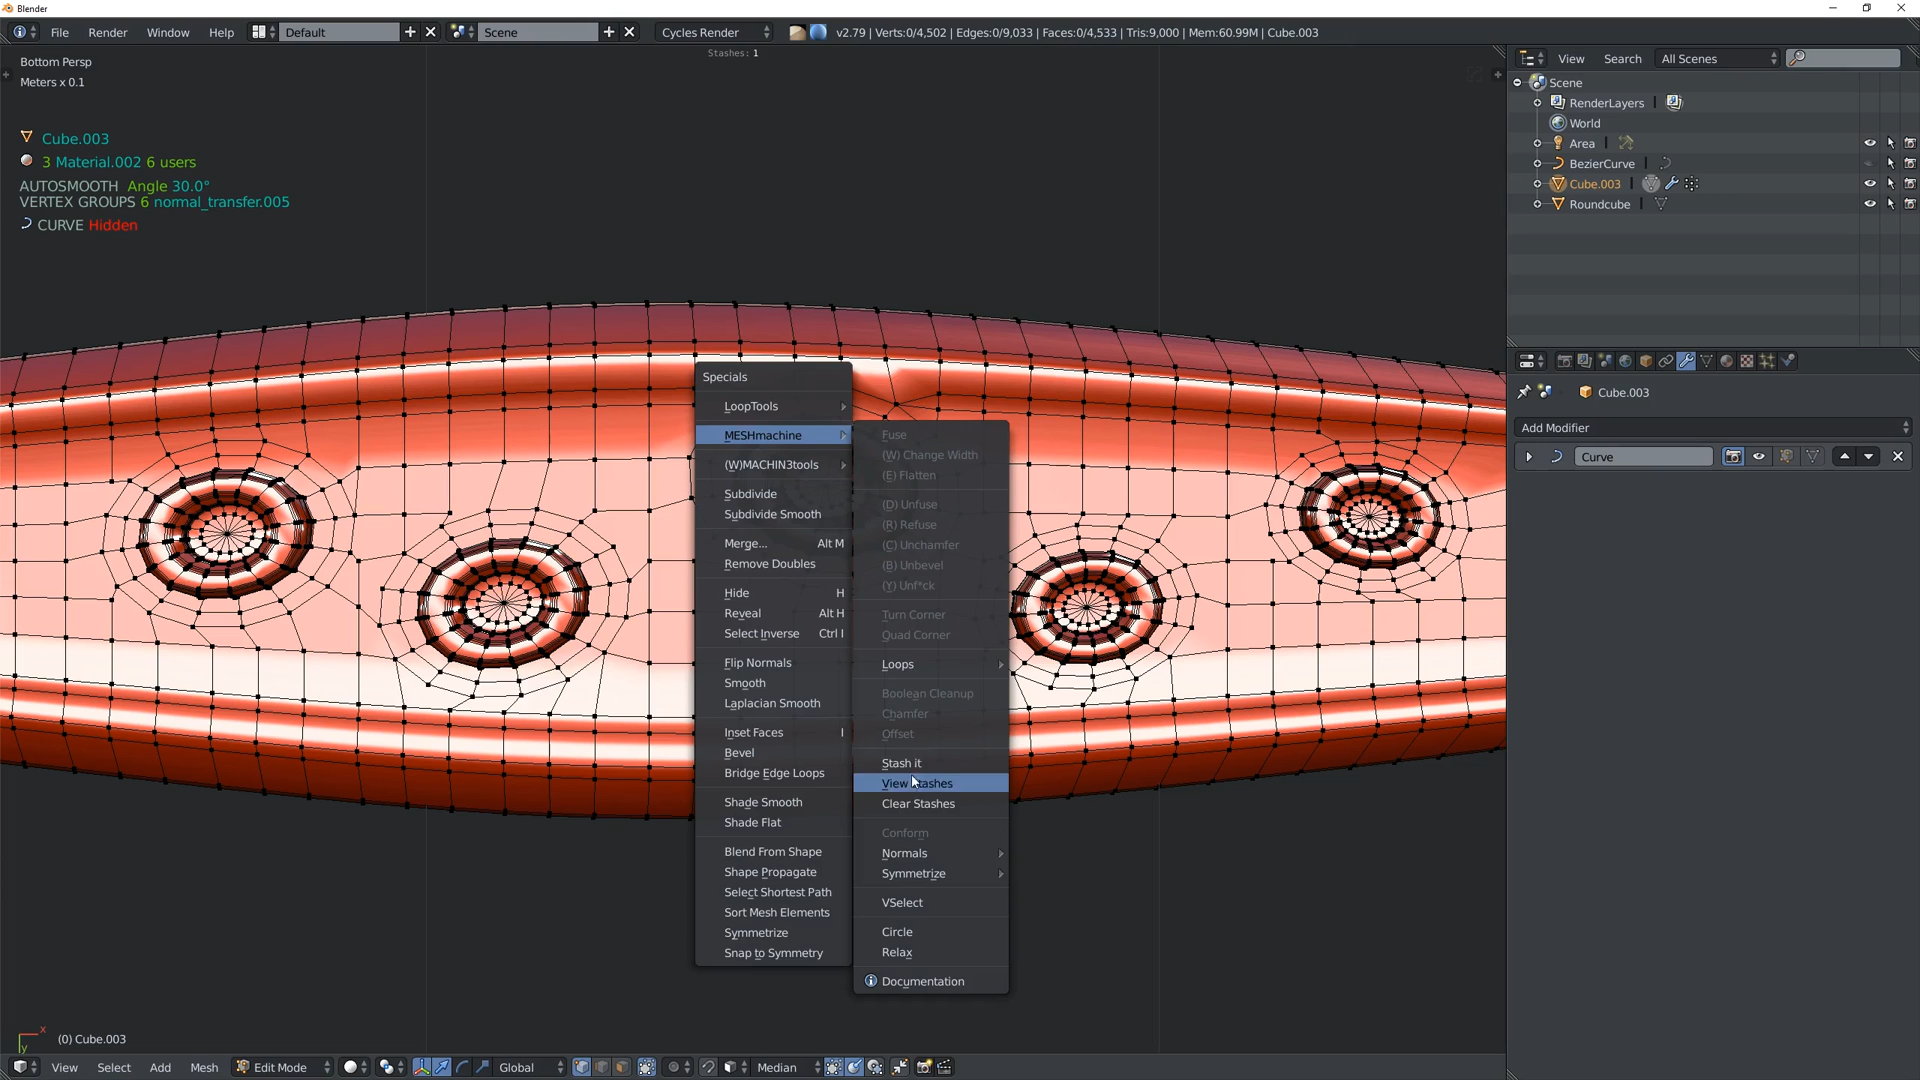 Blender
File Render Window Help Default Scene Cycles Render v2.79 | Verts:0/4,502 | Edges:0/9,033 | Faces:0/4,533 | Tris:9,000 | Mem:60.99M | Cube.003
Stashes: 1
Bottom Persp
Meters x 0.1
Cube.003
3 Material.002 6 users
AUTOSMOOTH Angle 30.0°
VERTEX GROUPS 6 normal_transfer.005
CURVE Hidden
Specials
LoopTools
MESHmachine
(W)MACHIN3tools
Subdivide
Subdivide Smooth
Merge... Alt M
Remove Doubles
Hide H
Reveal Alt H
Select Inverse Ctrl I
Flip Normals
Smooth
Laplacian Smooth
Inset Faces I
Bevel
Bridge Edge Loops
Shade Smooth
Shade Flat
Blend From Shape
Shape Propagate
Select Shortest Path
Sort Mesh Elements
Symmetrize
Snap to Symmetry
Fuse
(W) Change Width
(E) Flatten
(D) Unfuse
(R) Refuse
(C) Unchamfer
(B) Unbevel
(Y) Unf*ck
Turn Corner
Quad Corner
Loops
Boolean Cleanup
Chamfer
Offset
Stash it
View Stashes
Clear Stashes
Conform
Normals
Symmetrize
VSelect
Circle
Relax
Documentation
View Search All Scenes
Scene
RenderLayers
World
Area
BezierCurve
Cube.003
Roundcube
Cube.003
Add Modifier
Curve
x
y
(0) Cube.003
View Select Add Mesh Edit Mode Global Median